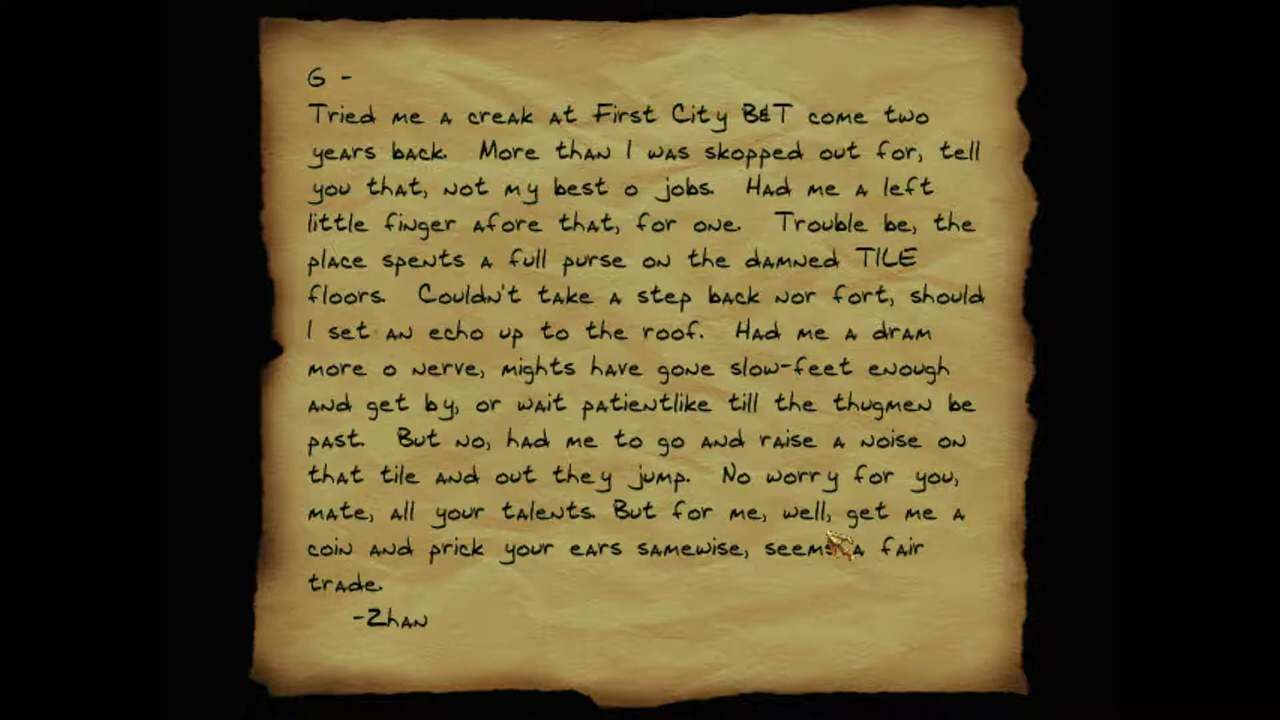 G -
Tried me a creak at First City B&T come two
years back. More than I was skopped out for, tell
you that, not my best o jobs. Had me a left
little finger afore that, for one. Trouble be, the
place spents a full purse on the damned TILE
floors. Couldn't take a step back nor fort, should
I set an echo up to the roof. Had me a dram
more o nerve, mights have gone slow-feet enough
and get by, or wait patientlike till the thugmen be
past. But no, had me to go and raise a noise on
that tile and out they jump. No worry for you,
mate, all your talents. But for me, well, get me a
coin and prick your ears samewise, seems a fair
trade.
-Zhan